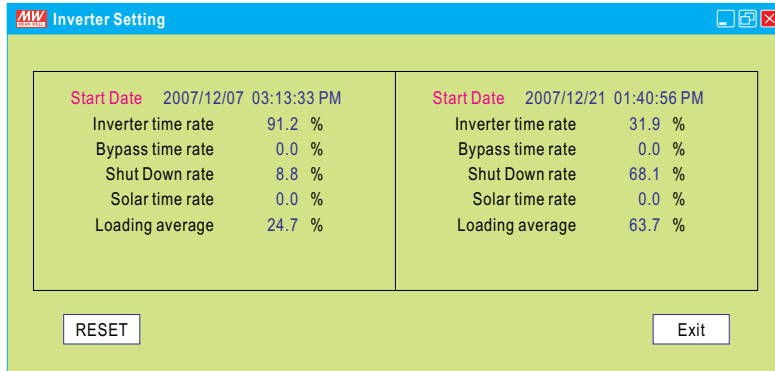 MW
MEAN WELL
Inverter Setting
Start Date 2007/12/07 03:13:33 PM
Inverter time rate 91.2 %
Bypass time rate 0.0 %
Shut Down rate 8.8 %
Solar time rate 0.0 %
Loading average 24.7 %
Start Date 2007/12/21 01:40:56 PM
Inverter time rate 31.9 %
Bypass time rate 0.0 %
Shut Down rate 68.1 %
Solar time rate 0.0 %
Loading average 63.7 %
RESET
Exit